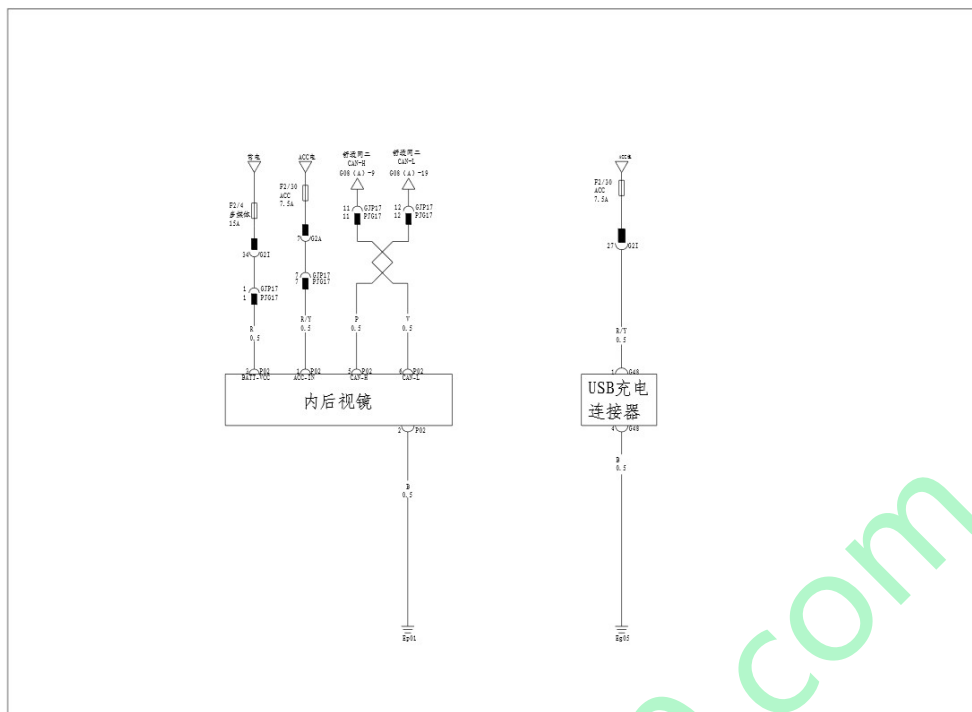 常电
ACC电
舒适网二
CAN-H
G08（A）-9
舒适网二
CAN-L
G08（A）-19
ACC电
F2/4
多媒体
15A
F2/30
ACC
7.5A
11 GJP17
11 PJG17
12 GJP17
12 PJG17
F2/30
ACC
7.5A
34 G2I
7 G2A
27 G2I
1 GJP17
1 PJG17
7 GJP17
7 PJG17
R
0.5
R/Y
0.5
P
0.5
V
0.5
R/Y
0.5
P02
BATT-VCC
P02
ACC-IN
5 P02
CAN-H
6 P02
CAN-L
1 G48
内后视镜
USB充电
连接器
2 P02
4 G48
B
0.5
B
0.5
Hp01
Hg05
com